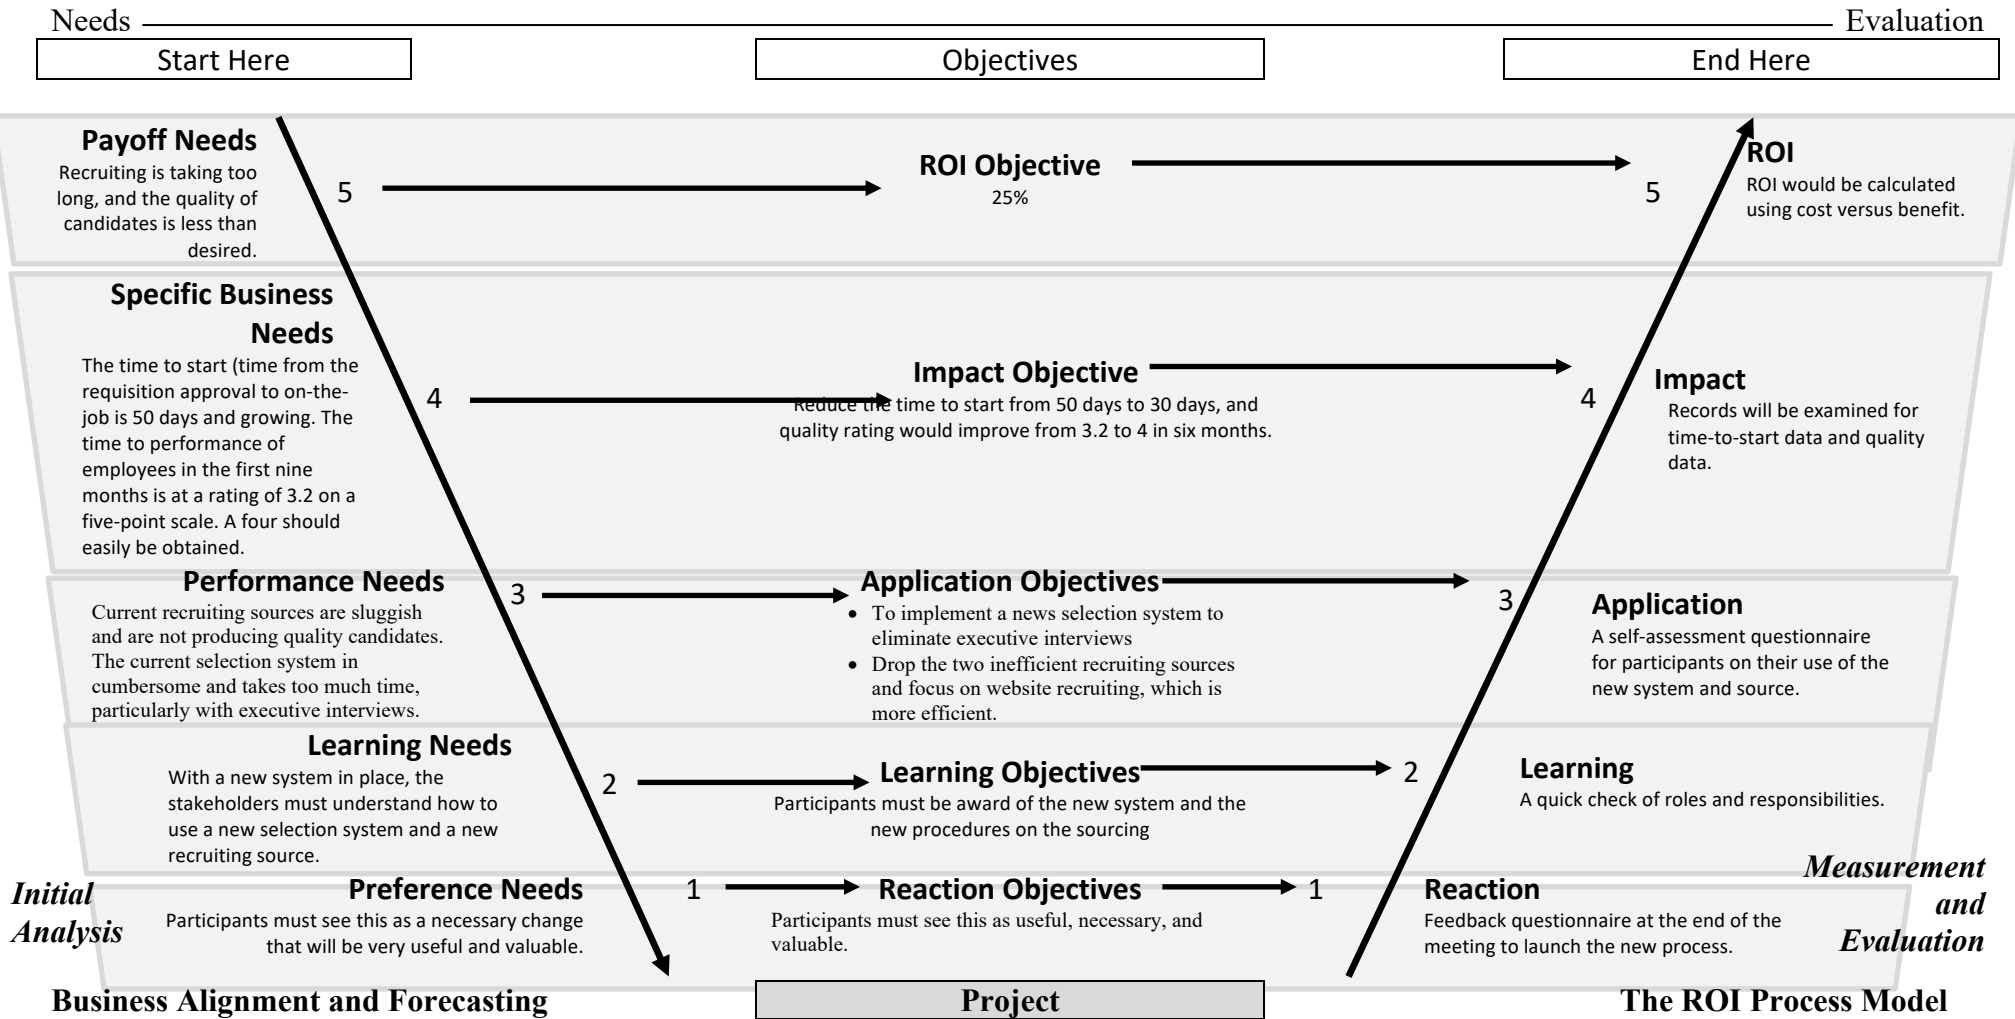 Needs
Evaluation
Start Here
Objectives
End Here
Payoff Needs
Recruiting is taking too
long, and the quality of
candidates is less than
desired.
5
ROI Objective
25%
5
ROI
ROI would be calculated
using cost versus benefit.
Specific Business
Needs
The time to start (time from the
requisition approval to on-the-
job is 50 days and growing. The
time to performance of
employees in the first nine
months is at a rating of 3.2 on a
five-point scale. A four should
easily be obtained.
4
Impact Objective
Reduce the time to start from 50 days to 30 days, and
quality rating would improve from 3.2 to 4 in six months.
4
Impact
Records will be examined for
time-to-start data and quality
data.
Performance Needs
Current recruiting sources are sluggish
and are not producing quality candidates.
The current selection system in
cumbersome and takes too much time,
particularly with executive interviews.
3
Application Objectives
• To implement a news selection system to
eliminate executive interviews
• Drop the two inefficient recruiting sources
and focus on website recruiting, which is
more efficient.
3
Application
A self-assessment questionnaire
for participants on their use of the
new system and source.
Learning Needs
With a new system in place, the
stakeholders must understand how to
use a new selection system and a new
recruiting source.
2
Learning Objectives
Participants must be award of the new system and the
new procedures on the sourcing
2
Learning
A quick check of roles and responsibilities.
Initial
Analysis
Preference Needs
Participants must see this as a necessary change
that will be very useful and valuable.
1
Reaction Objectives
Participants must see this as useful, necessary, and
valuable.
1
Reaction
Feedback questionnaire at the end of the
meeting to launch the new process.
Measurement
and
Evaluation
Business Alignment and Forecasting
Project
The ROI Process Model